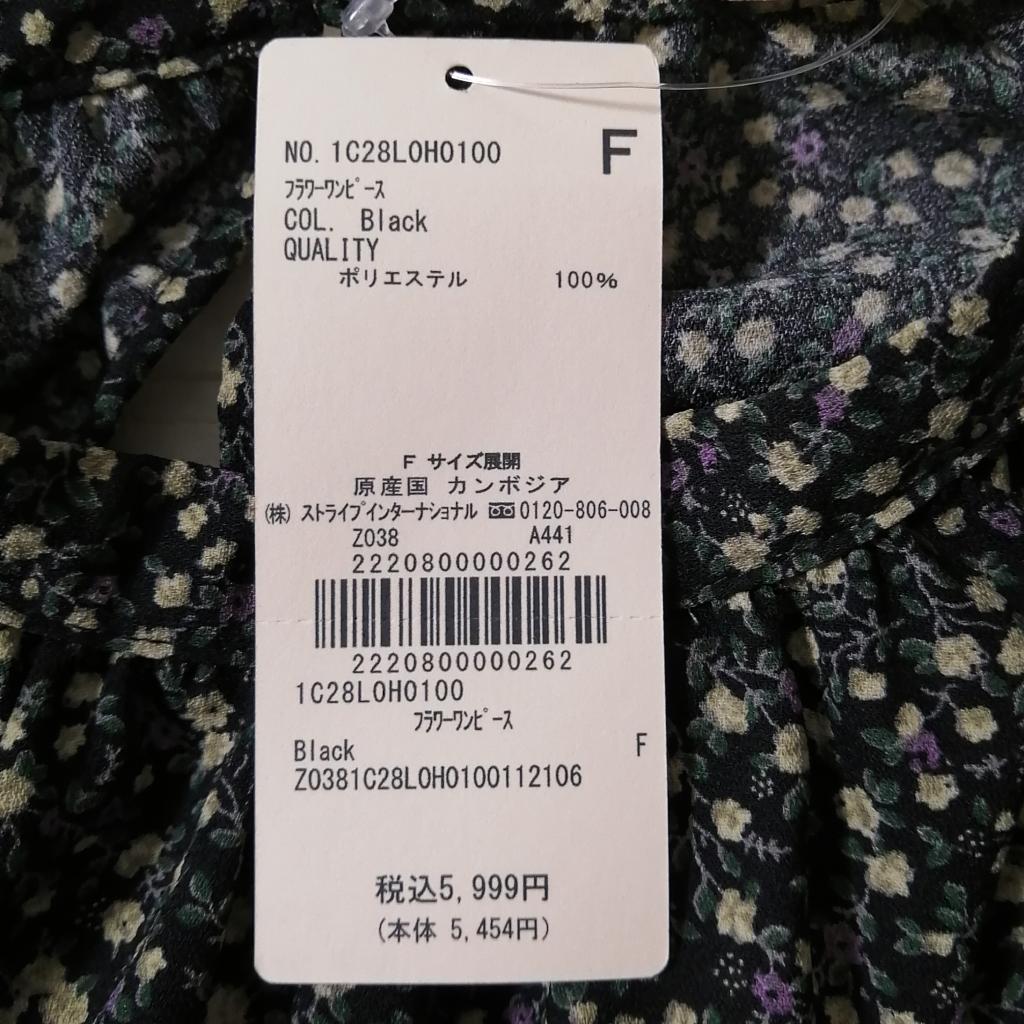 NO. 1C28L0H0100 F
フラワーワンピース
COL. Black
QUALITY
ポリエステル 100%
F サイズ展開
原産国 カンボジア
(株) ストライプインターナショナル 0120-806-008
Z038 A441
2220800000262
2220800000262
1C28L0H0100
フラワーワンピース
Black F
Z0381C28L0H0100112106
税込5,999円
(本体 5,454円)